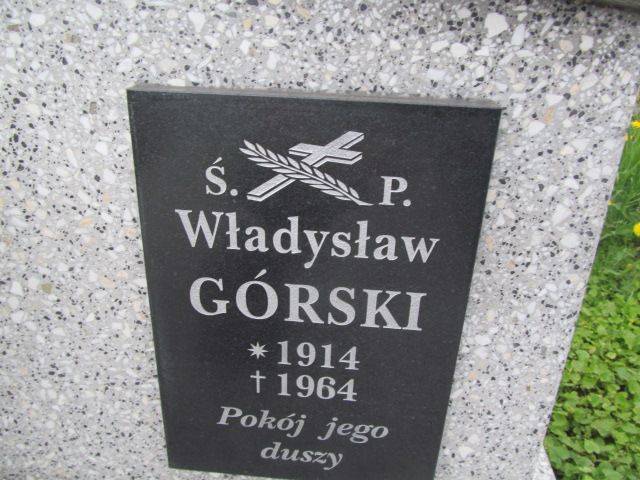 Ś. P.
Władysław
GÓRSKI
* 1914
† 1964
Pokój jego
duszy